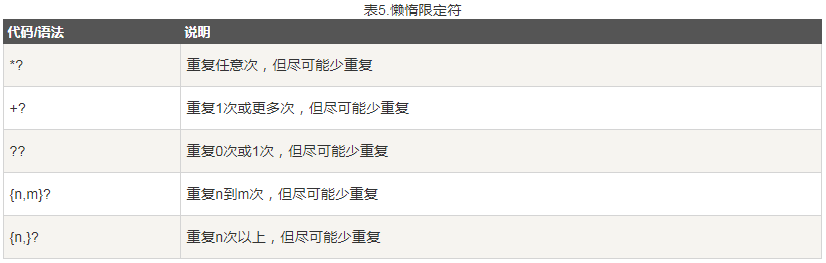 表5.懒惰限定符
代码/语法 说明
*? 重复任意次，但尽可能少重复
+? 重复1次或更多次，但尽可能少重复
?? 重复0次或1次，但尽可能少重复
{n,m}? 重复n到m次，但尽可能少重复
{n,}? 重复n次以上，但尽可能少重复